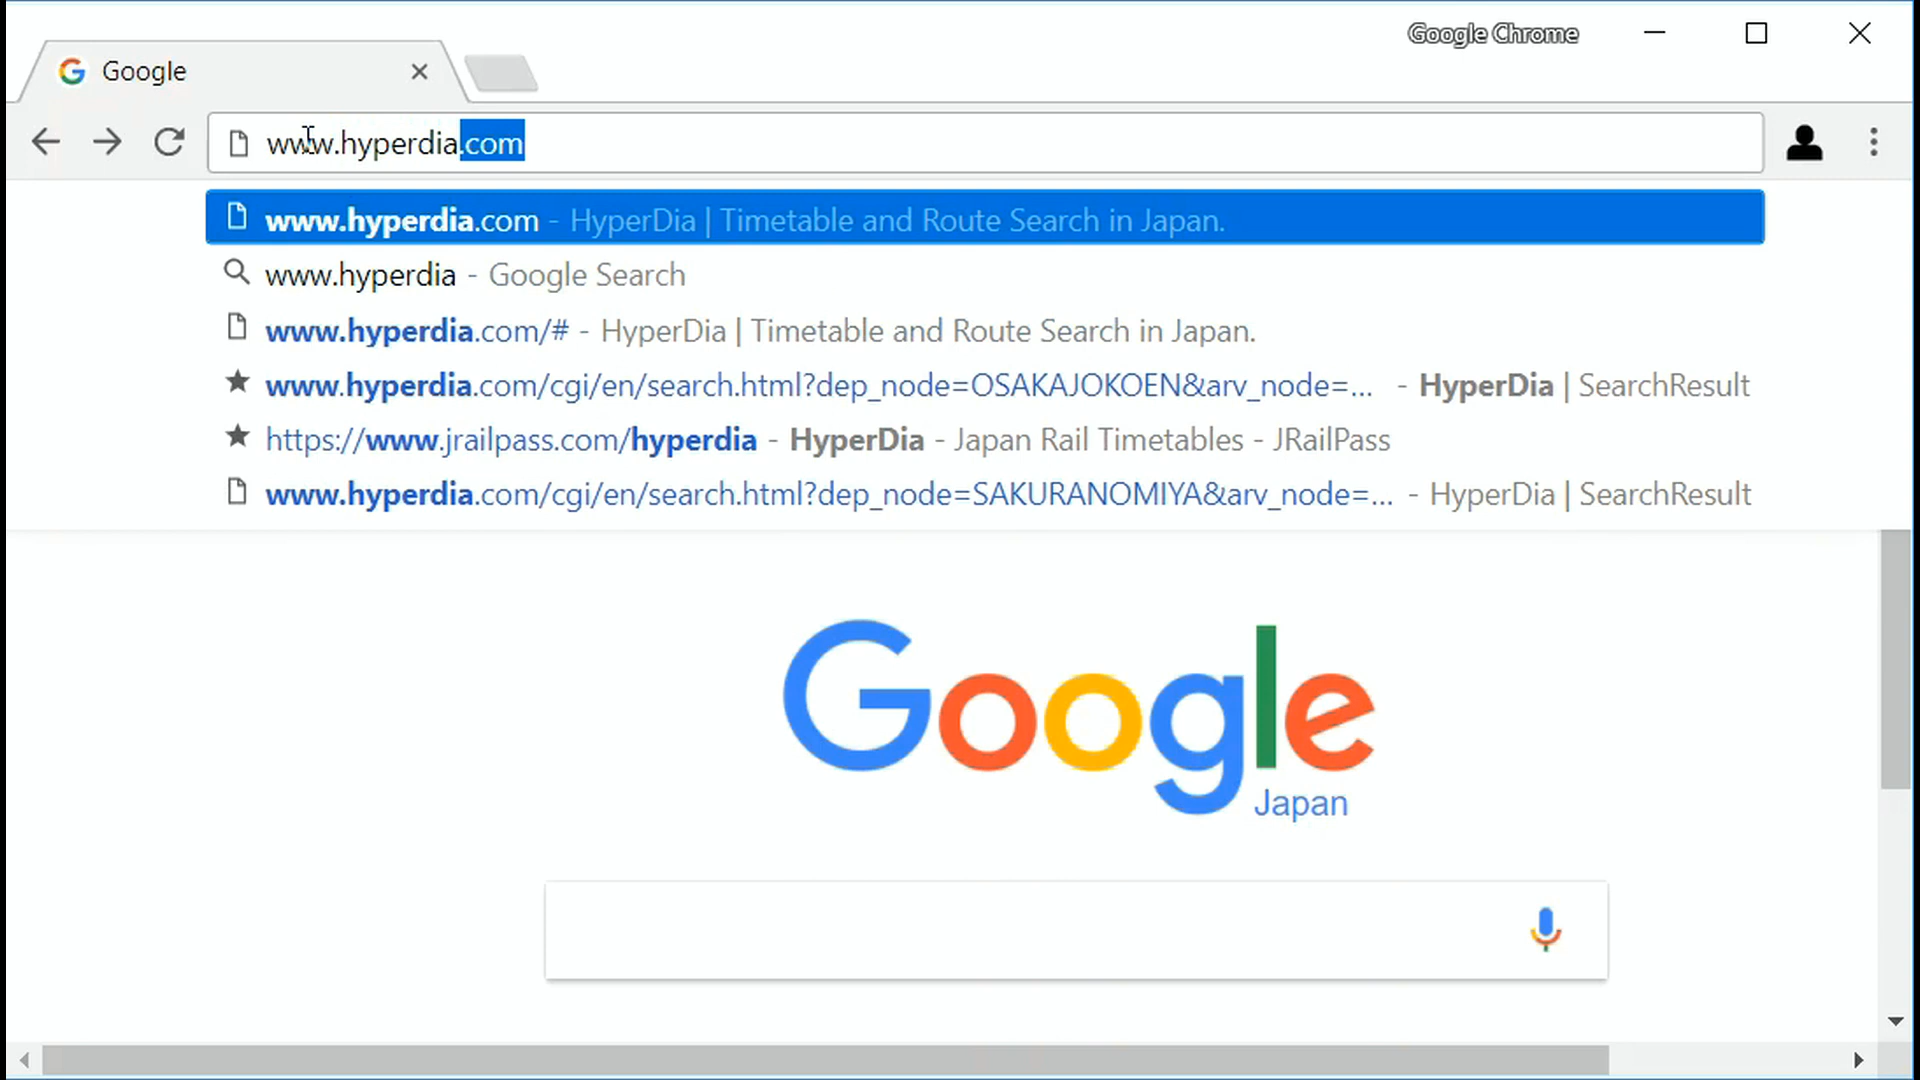 Google Chrome
Google
www.hyperdia.com
www.hyperdia.com - HyperDia | Timetable and Route Search in Japan.
www.hyperdia - Google Search
www.hyperdia.com/# - HyperDia | Timetable and Route Search in Japan.
www.hyperdia.com/cgi/en/search.html?dep_node=OSAKAJOKOEN&arv_node=... - HyperDia | SearchResult
https://www.jrailpass.com/hyperdia - HyperDia - Japan Rail Timetables - JRailPass
www.hyperdia.com/cgi/en/search.html?dep_node=SAKURANOMIYA&arv_node=... - HyperDia | SearchResult
Google
Japan